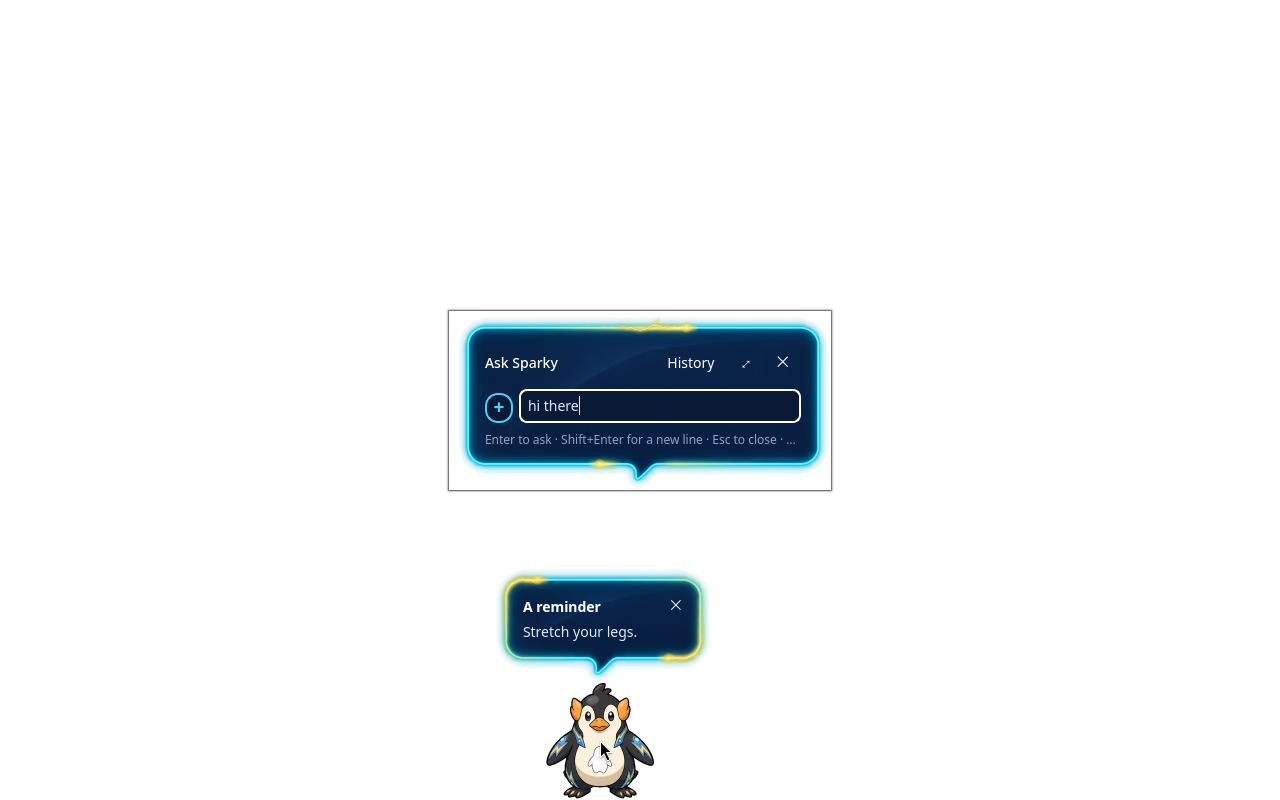 Ask Sparky History
+ hi there
Enter to ask · Shift+Enter for a new line · Esc to close · ...
A reminder
Stretch your legs.